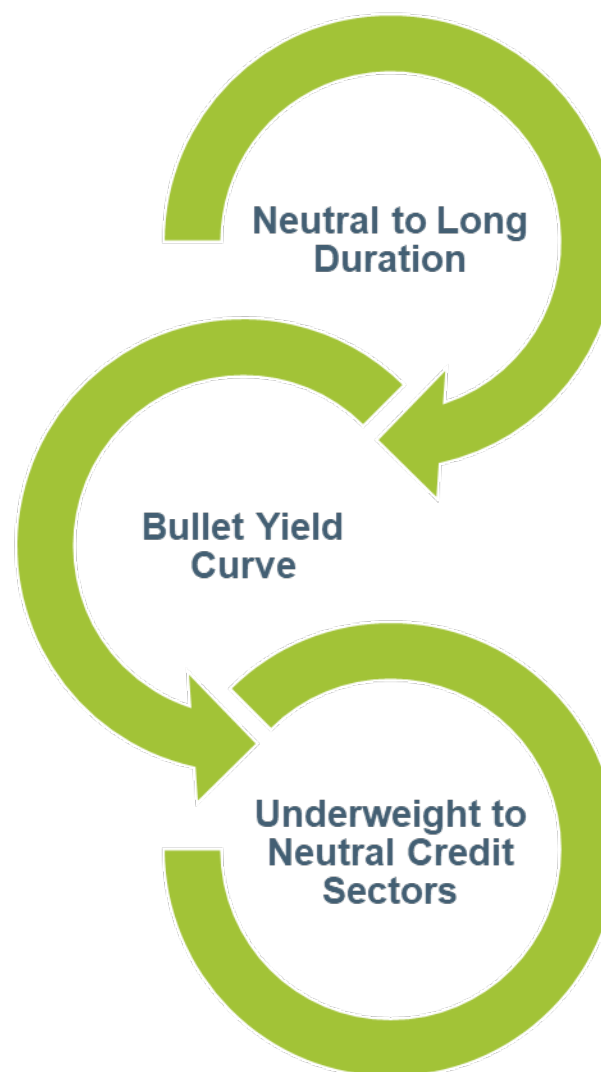 Neutral to Long
Duration
Bullet Yield
Curve
Underweight to
Neutral Credit
Sectors